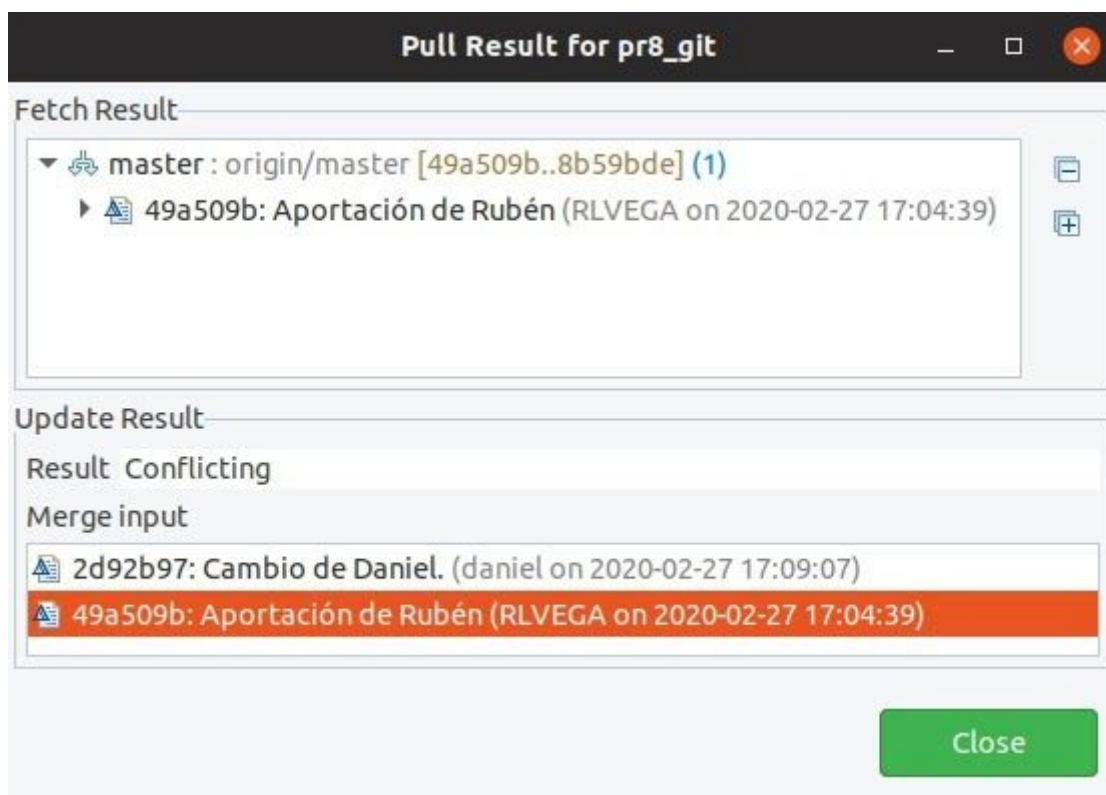 Pull Result for pr8_git
Fetch Result
master : origin/master [49a509b..8b59bde] (1)
49a509b: Aportación de Rubén (RLVEGA on 2020-02-27 17:04:39)
Update Result
Result Conflicting
Merge input
2d92b97: Cambio de Daniel. (daniel on 2020-02-27 17:09:07)
49a509b: Aportación de Rubén (RLVEGA on 2020-02-27 17:04:39)
Close